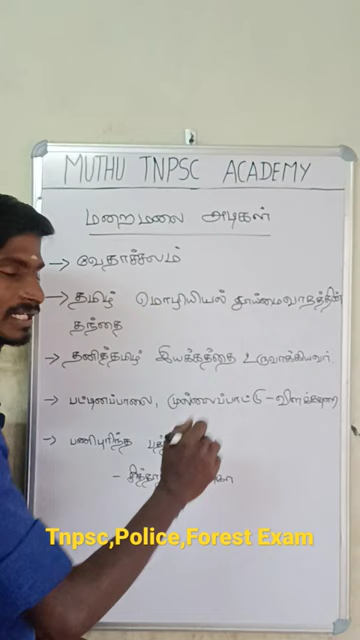 MUTHU TNPSC ACADEMY
மறைமலை அடிகள்
→ வேதாச்சலம்
→ தமிழ் மொழியியல் தூய்மைவாதத்தின்
தந்தை
→ தனித்தமிழ் இயக்கத்தை உருவாக்கியவர்
→ பட்டினப்பாலை, முல்லைப்பாட்டு - விளக்கவுரை
→ பணிபுரிந்த
Tnpsc,Police,Forest Exam